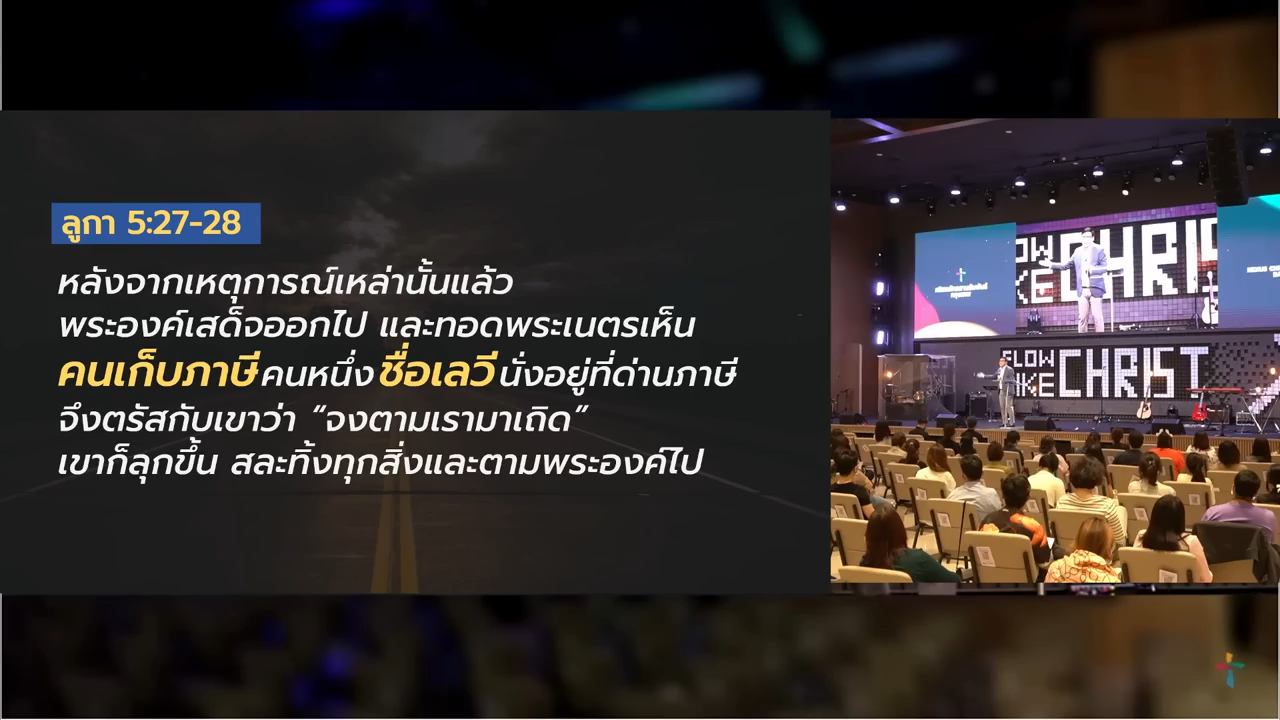 ลูกา 5:27-28
หลังจากเหตุการณ์เหล่านั้นแล้ว
พระองค์เสด็จออกไป และทอดพระเนตรเห็น
คนเก็บภาษีคนหนึ่ง ชื่อเลวี นั่งอยู่ที่ด่านภาษี
จึงตรัสกับเขาว่า “จงตามเรามาเถิด”
เขาก็ลุกขึ้น สละทิ้งทุกสิ่งและตามพระองค์ไป
CHRIS
LOW
KE CHRIST